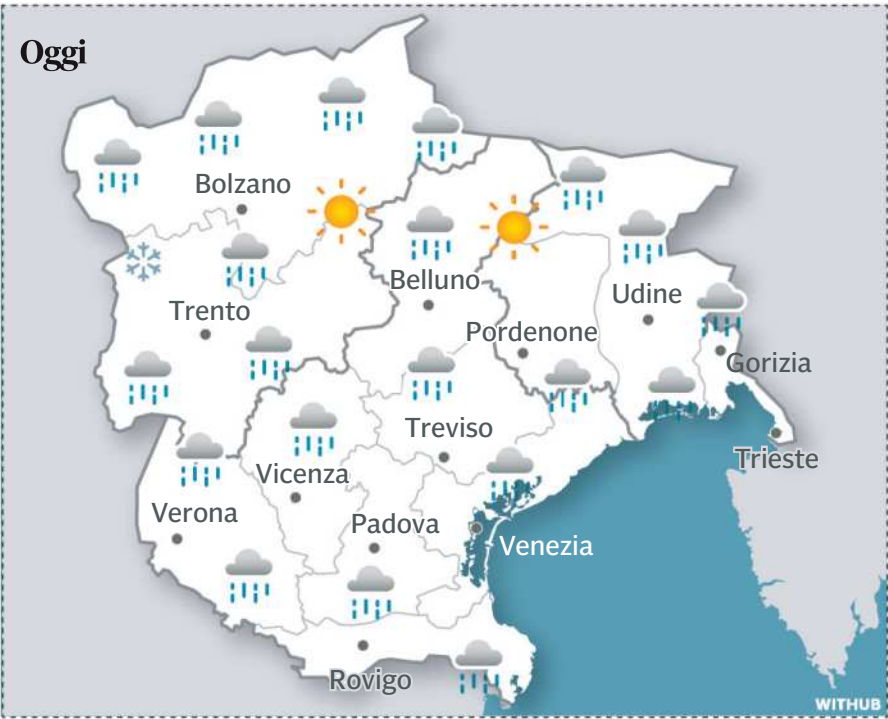 Oggi
Bolzano
Belluno
Trento
Udine
Pordenone
Gorizia
Treviso
Trieste
Vicenza
Verona
Padova
Venezia
Rovigo
WITHUB